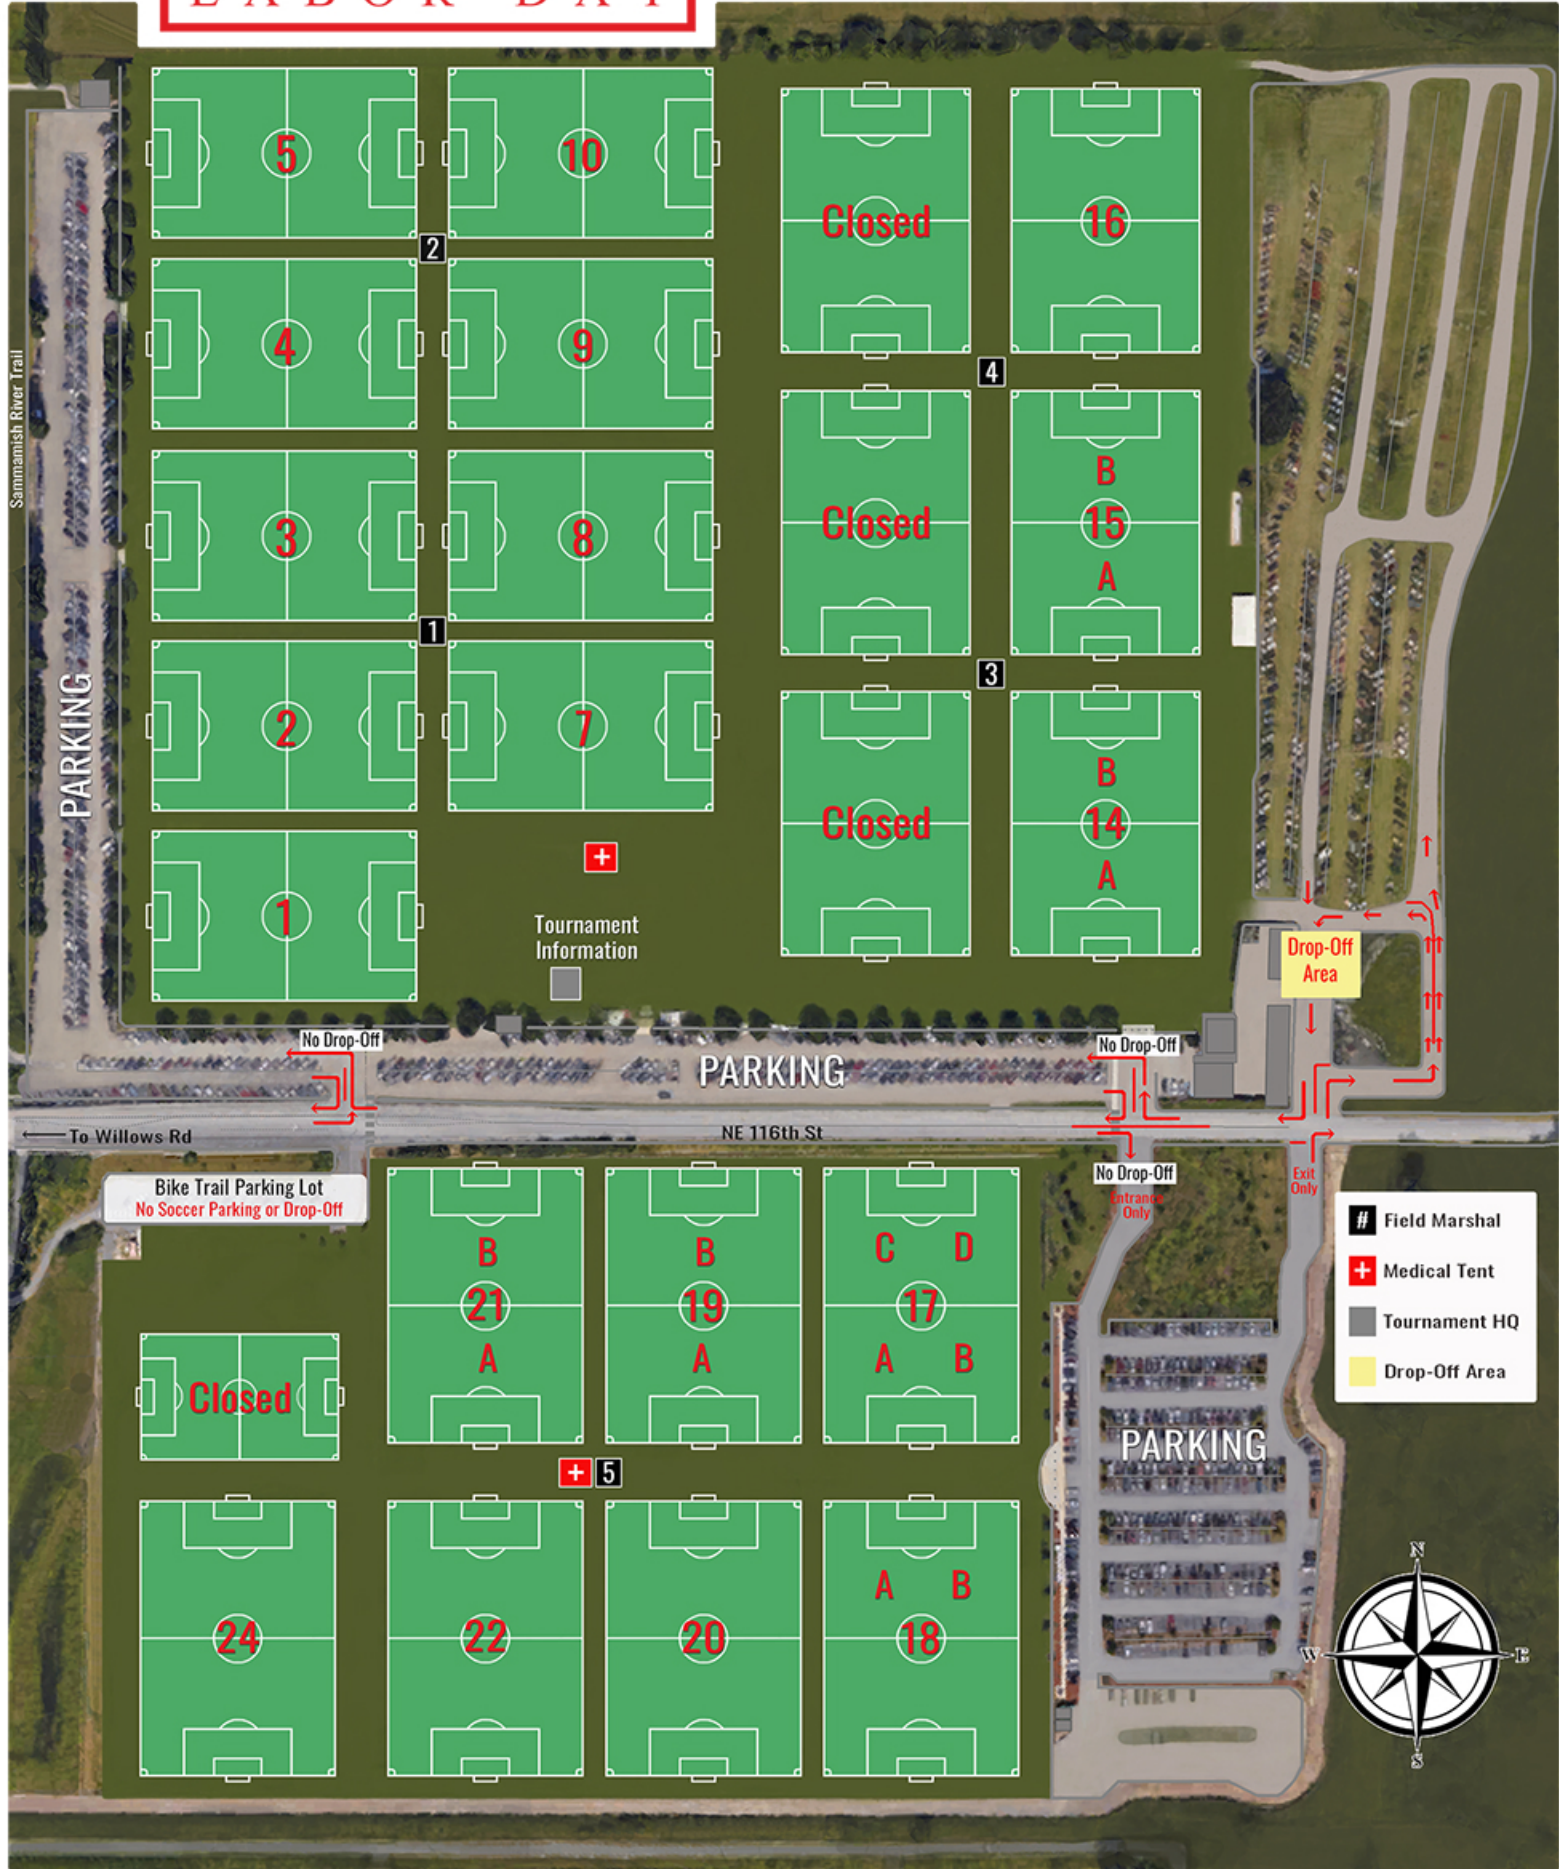 LABOR DAY
5
10
Closed
16
2
4
9
4
Sammamish River Trail
B
3
8
Closed
15
A
1
3
PARKING
2
7
B
Closed
14
A
+
1
Tournament
Information
Drop-Off
Area
No Drop-Off
No Drop-Off
PARKING
To Willows Rd
NE 116th St
No Drop-Off
Entrance
Only
Exit
Only
Bike Trail Parking Lot
No Soccer Parking or Drop-Off
# Field Marshal
+ Medical Tent
Tournament HQ
Drop-Off Area
B
B
C D
21
19
17
A
A
A B
Closed
PARKING
+ 5
A B
24
22
20
18
N
W E
S